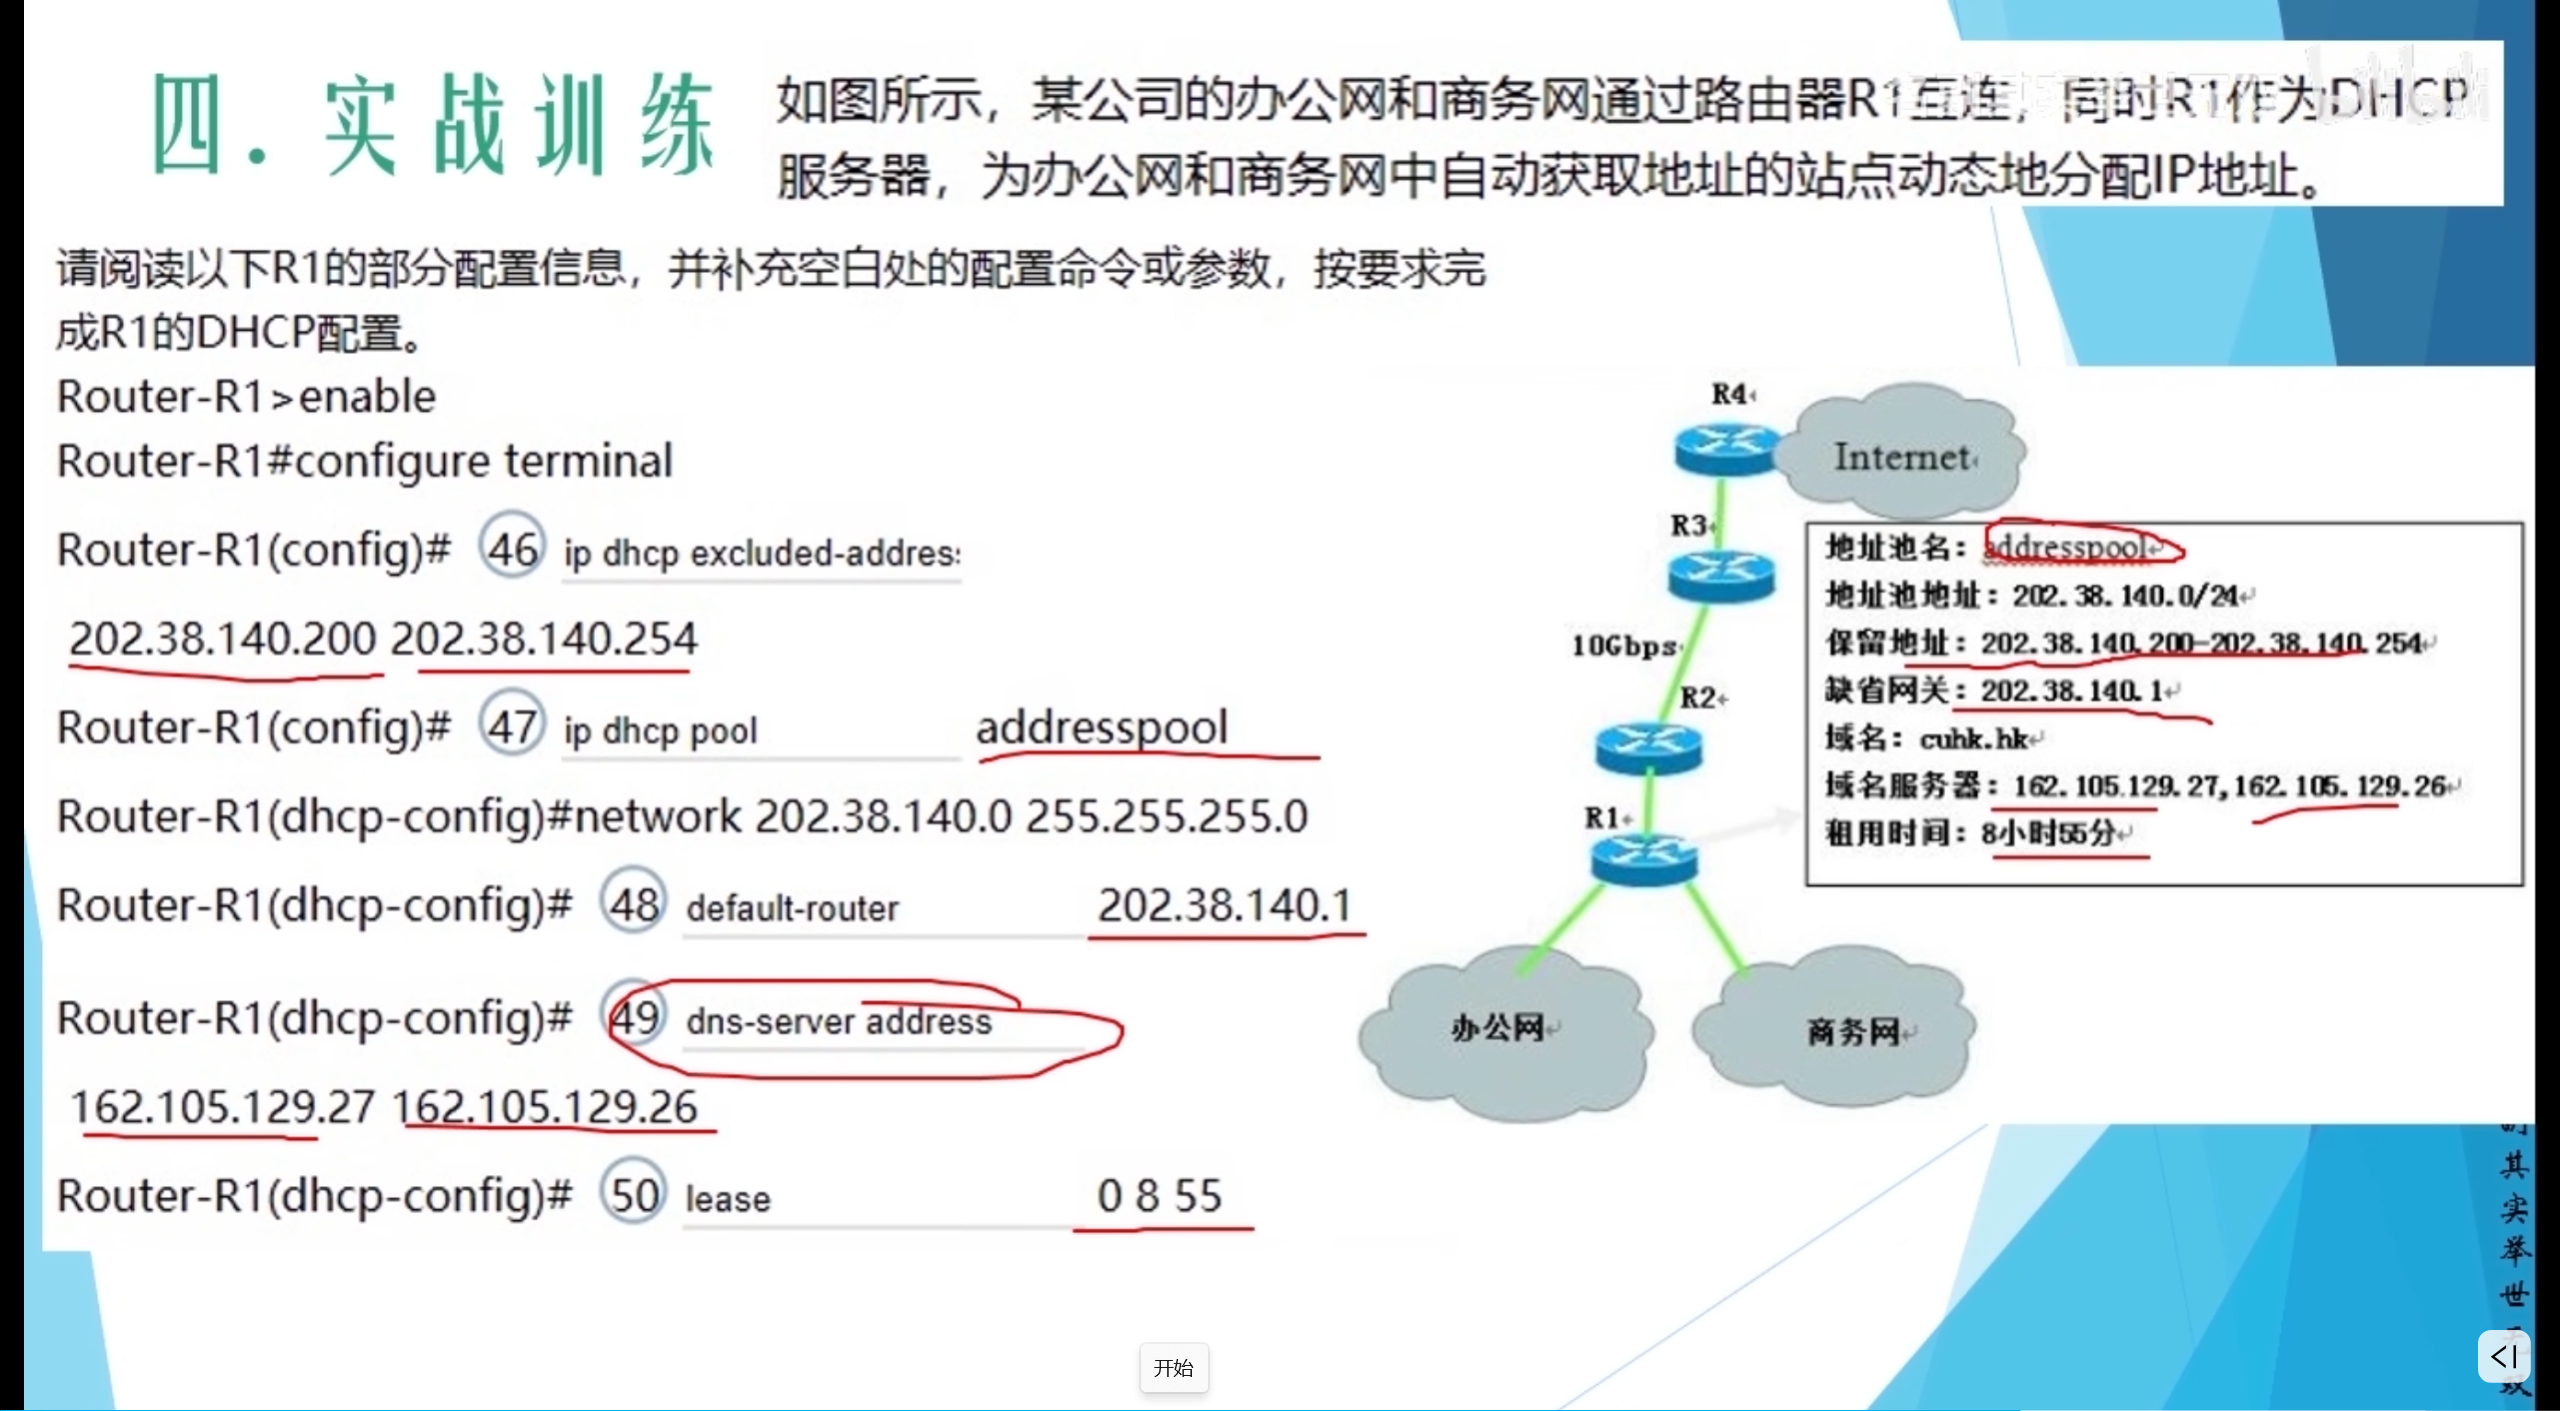 四.实战训练
如图所示，某公司的办公网和商务网通过路由器R1互连，同时R1作为DHCP
服务器，为办公网和商务网中自动获取地址的站点动态地分配IP地址。
请阅读以下R1的部分配置信息，并补充空白处的配置命令或参数，按要求完
成R1的DHCP配置。
Router-R1>enable
Router-R1#configure terminal
Router-R1(config)# 46 ip dhcp excluded-addres
202.38.140.200 202.38.140.254
Router-R1(config)# 47 ip dhcp pool addresspool
Router-R1(dhcp-config)#network 202.38.140.0 255.255.255.0
Router-R1(dhcp-config)# 48 default-router 202.38.140.1
Router-R1(dhcp-config)# 49 dns-server address
162.105.129.27 162.105.129.26
Router-R1(dhcp-config)# 50 lease 0 8 55
R4
Internet
R3
10Gbps
R2
R1
办公网
商务网
地址池名：addresspool
地址池地址：202.38.140.0/24
保留地址：202.38.140.200-202.38.140.254
缺省网关：202.38.140.1
域名：cuhk.hk
域名服务器：162.105.129.27,162.105.129.26
租用时间：8小时55分
其实举世无双
开始